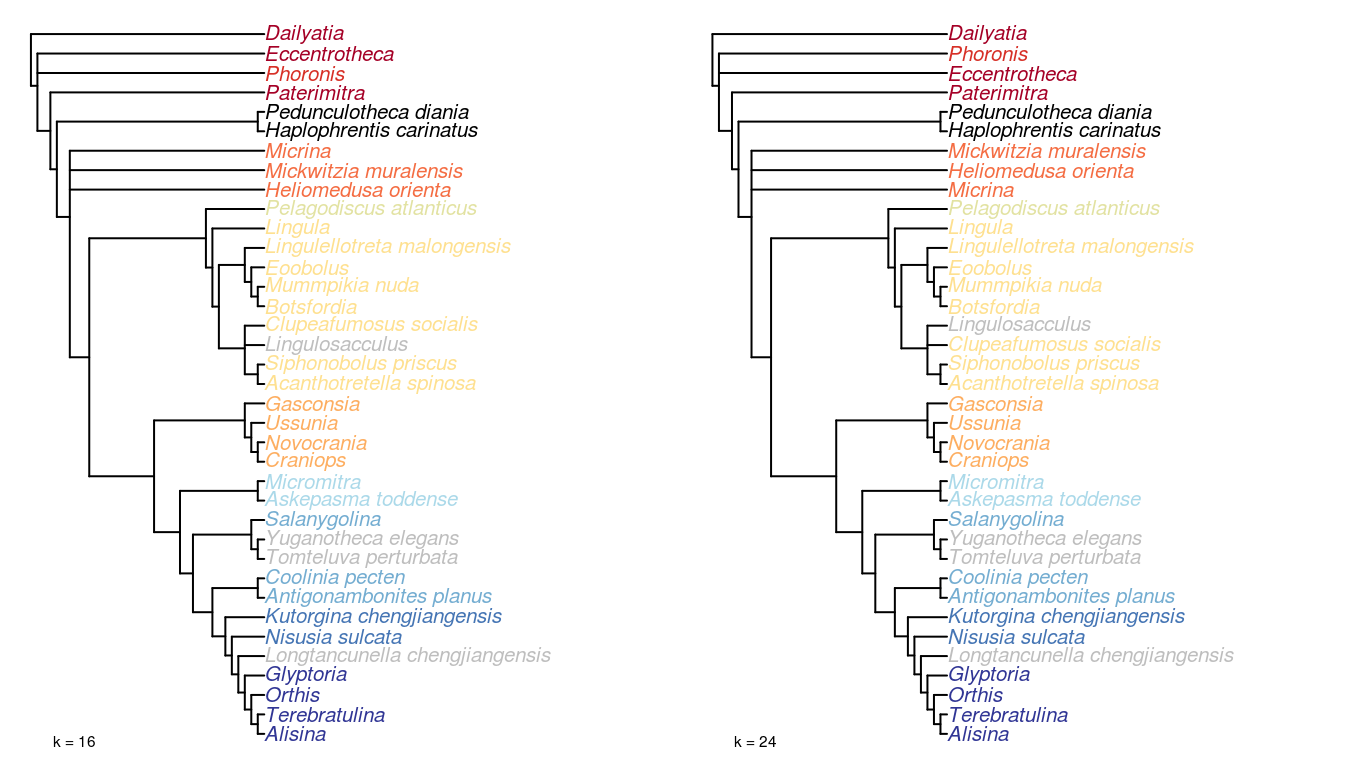 Dailyatia
Eccentrotheca
Phoronis
Paterimitra
Pedunculotheca diania
Haplophrentis carinatus
Micrina
Mickwitzia muralensis
Heliomedusa orienta
Pelagodiscus atlanticus
Lingula
Lingulellotreta malongensis
Eoobolus
Mummpikia nuda
Botsfordia
Clupeafumosus socialis
Lingulosacculus
Siphonobolus priscus
Acanthotretella spinosa
Gasconsia
Ussunia
Novocrania
Craniops
Micromitra
Askepasma toddense
Salanygolina
Yuganotheca elegans
Tomteluva perturbata
Coolinia pecten
Antigonambonites planus
Kutorgina chengjiangensis
Nisusia sulcata
Longtancunella chengjiangensis
Glyptoria
Orthis
Terebratulina
Alisina
k = 16
Dailyatia
Phoronis
Eccentrotheca
Paterimitra
Pedunculotheca diania
Haplophrentis carinatus
Mickwitzia muralensis
Heliomedusa orienta
Micrina
Pelagodiscus atlanticus
Lingula
Lingulellotreta malongensis
Eoobolus
Mummpikia nuda
Botsfordia
Lingulosacculus
Clupeafumosus socialis
Siphonobolus priscus
Acanthotretella spinosa
Gasconsia
Ussunia
Novocrania
Craniops
Micromitra
Askepasma toddense
Salanygolina
Yuganotheca elegans
Tomteluva perturbata
Coolinia pecten
Antigonambonites planus
Kutorgina chengjiangensis
Nisusia sulcata
Longtancunella chengjiangensis
Glyptoria
Orthis
Terebratulina
Alisina
k = 24